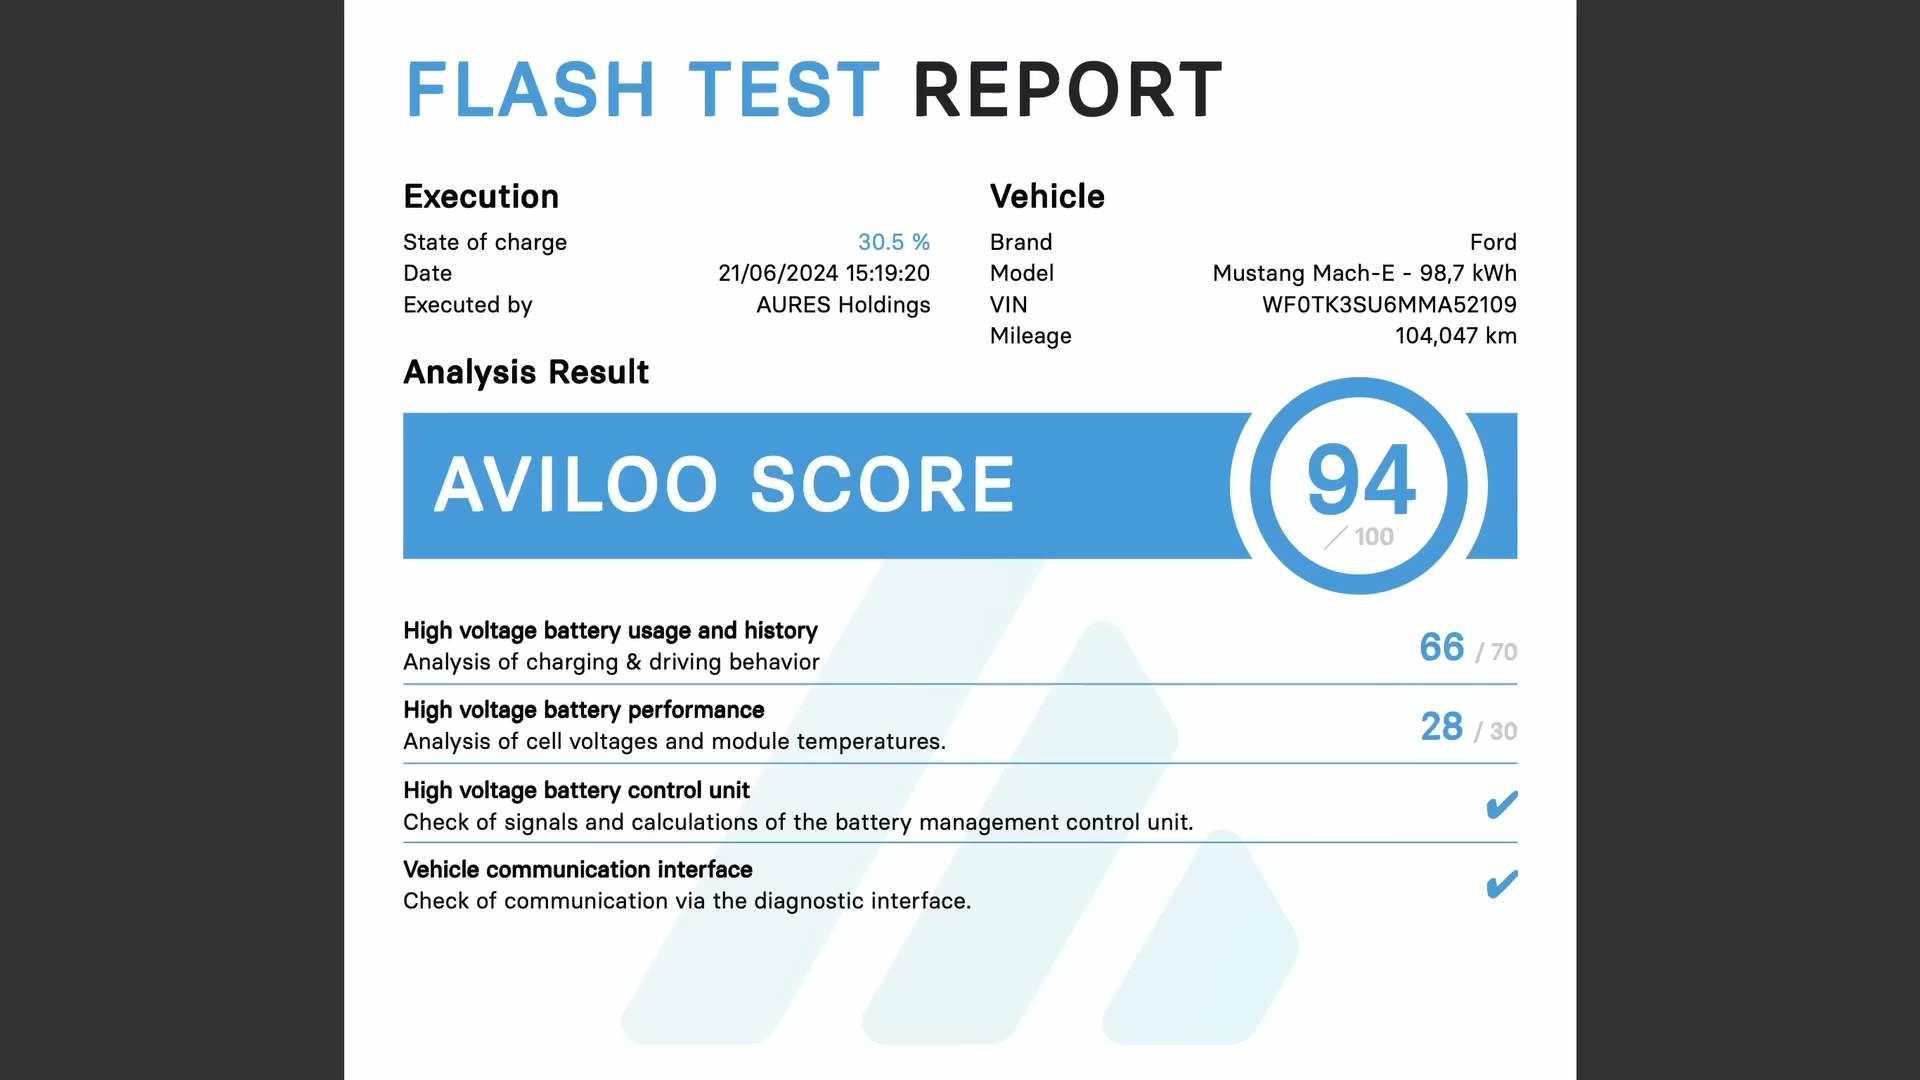 FLASH TEST REPORT
Execution
State of charge 30.5 %
Date 21/06/2024 15:19:20
Executed by AURES Holdings
Vehicle
Brand Ford
Model Mustang Mach-E - 98,7 kWh
VIN WF0TK3SU6MMA52109
Mileage 104,047 km
Analysis Result
AVILOO SCORE 94 / 100
High voltage battery usage and history
Analysis of charging & driving behavior 66 / 70
High voltage battery performance
Analysis of cell voltages and module temperatures. 28 / 30
High voltage battery control unit
Check of signals and calculations of the battery management control unit. ✔
Vehicle communication interface
Check of communication via the diagnostic interface. ✔